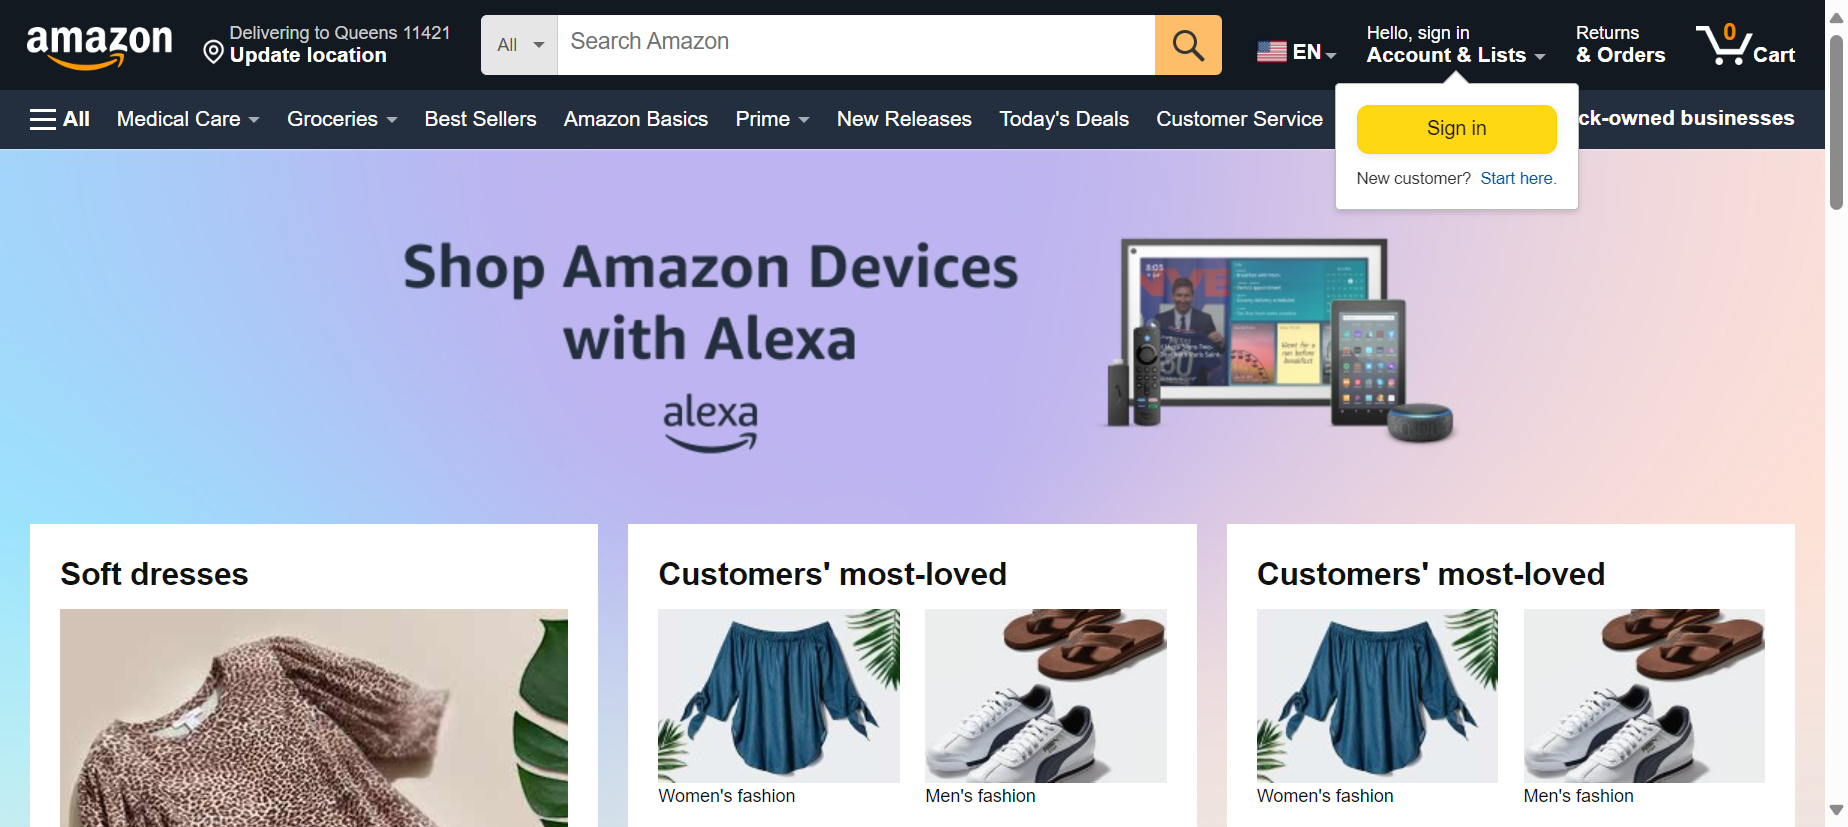 amazon
Delivering to Queens 11421
Update location
All
Search Amazon
EN
Hello, sign in
Account & Lists
Returns
& Orders
0
Cart
All
Medical Care
Groceries
Best Sellers
Amazon Basics
Prime
New Releases
Today's Deals
Customer Service
ck-owned businesses
Sign in
New customer? Start here.
Shop Amazon Devices
with Alexa
alexa
8:03
Soft dresses
Customers' most-loved
Customers' most-loved
Women's fashion
Men's fashion
Women's fashion
Men's fashion